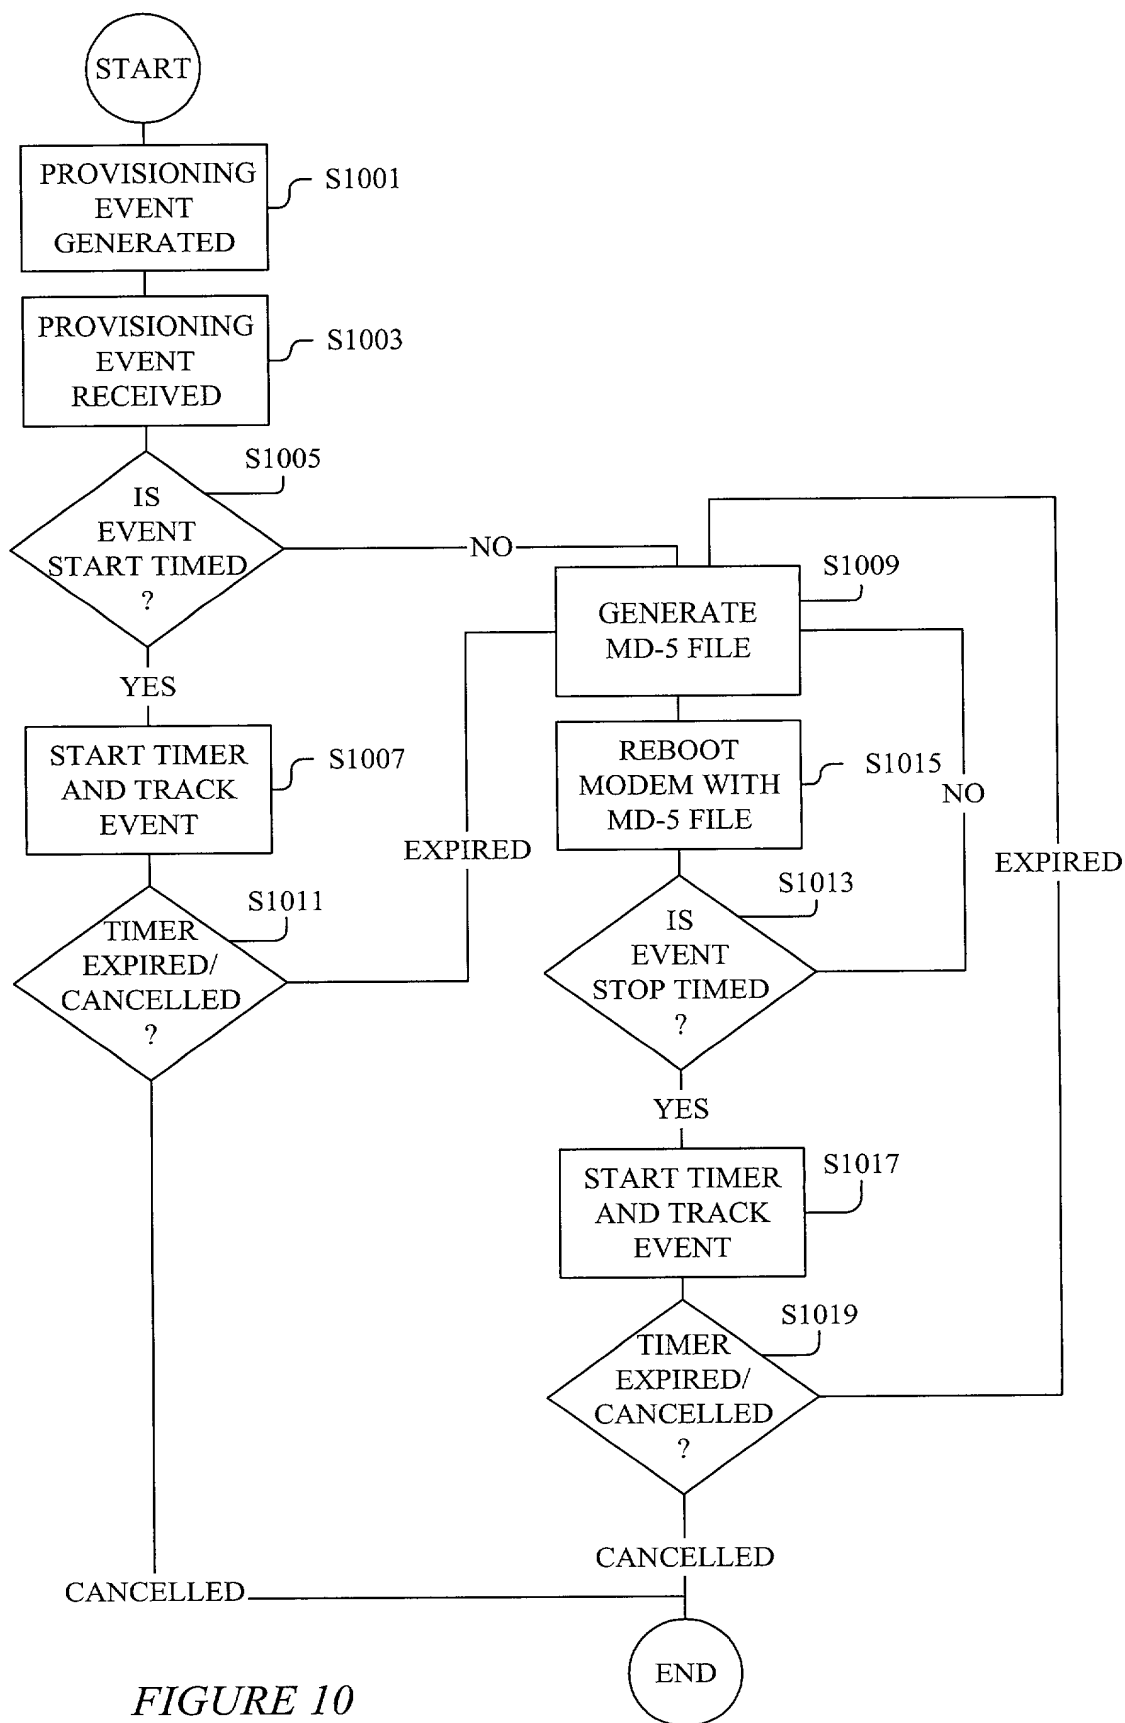 START
PROVISIONING
EVENT
GENERATED
S1001
PROVISIONING
EVENT
RECEIVED
S1003
S1005
IS
EVENT
START TIMED
?
NO
YES
START TIMER
AND TRACK
EVENT
S1007
S1011
TIMER
EXPIRED/
CANCELLED
?
EXPIRED
CANCELLED
S1009
GENERATE
MD-5 FILE
REBOOT
MODEM WITH
MD-5 FILE
S1015
NO
EXPIRED
S1013
IS
EVENT
STOP TIMED
?
YES
S1017
START TIMER
AND TRACK
EVENT
S1019
TIMER
EXPIRED/
CANCELLED
?
CANCELLED
END
FIGURE 10